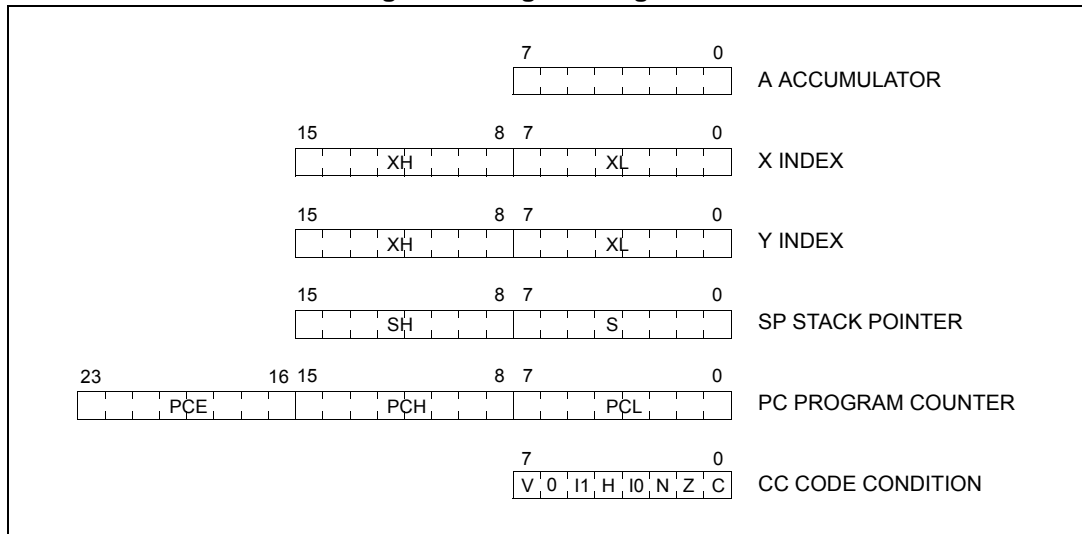 7 0
A ACCUMULATOR
15 8 7 0
XH XL X INDEX
15 8 7 0
XH XL Y INDEX
15 8 7 0
SH S SP STACK POINTER
23 16 15 8 7 0
PCE PCH PCL PC PROGRAM COUNTER
7 0
V 0 I1 H I0 N Z C CC CODE CONDITION